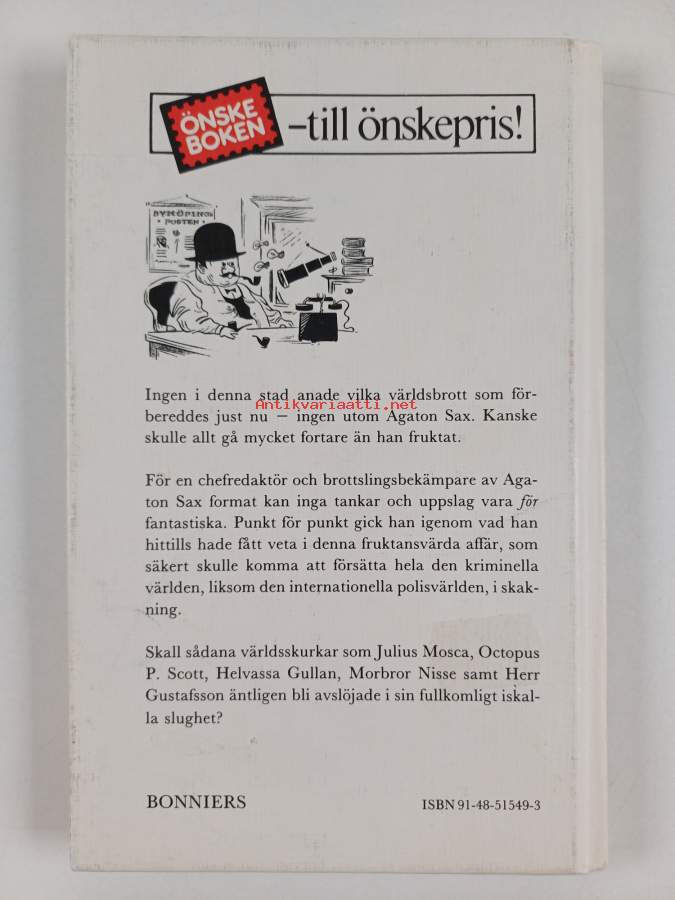 ÖNSKE
BOKEN
–till önskepris!
BYKÖPINGS
POSTEN
Ingen i denna stad anade vilka världsbrott som för-
bereddes just nu – ingen utom Agaton Sax. Kanske
skulle allt gå mycket fortare än han fruktat.
Antikvariaatti.net
För en chefredaktör och brottslingsbekämpare av Aga-
ton Sax format kan inga tankar och uppslag vara för
fantastiska. Punkt för punkt gick han igenom vad han
hittills hade fått veta i denna fruktansvärda affär, som
säkert skulle komma att försätta hela den kriminella
världen, liksom den internationella polisvärlden, i skak-
ning.
Skall sådana världsskurkar som Julius Mosca, Octopus
P. Scott, Helvassa Gullan, Morbror Nisse samt Herr
Gustafsson äntligen bli avslöjade i sin fullkomligt iskal-
la slughet?
BONNIERS
ISBN 91-48-51549-3